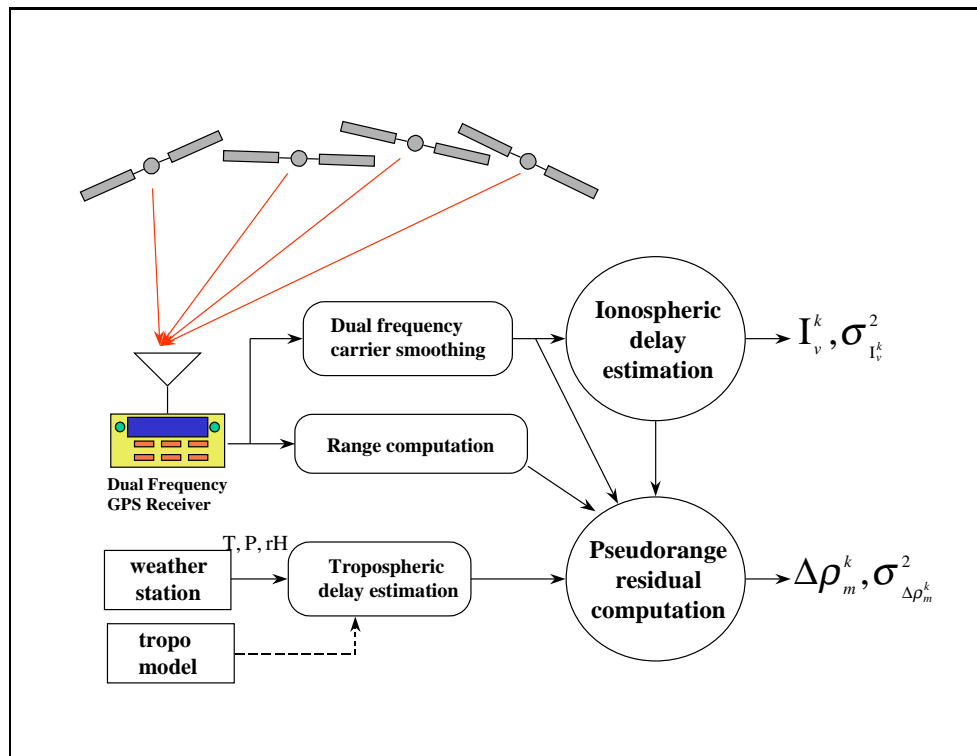 Dual frequency
carrier smoothing
Ionospheric
delay
estimation
I_v^k, σ²_{I_v^k}
Range computation
Dual Frequency
GPS Receiver
T, P, rH
weather
station
Tropospheric
delay estimation
Pseudorange
residual
computation
Δρ_m^k, σ²_{Δρ_m^k}
tropo
model